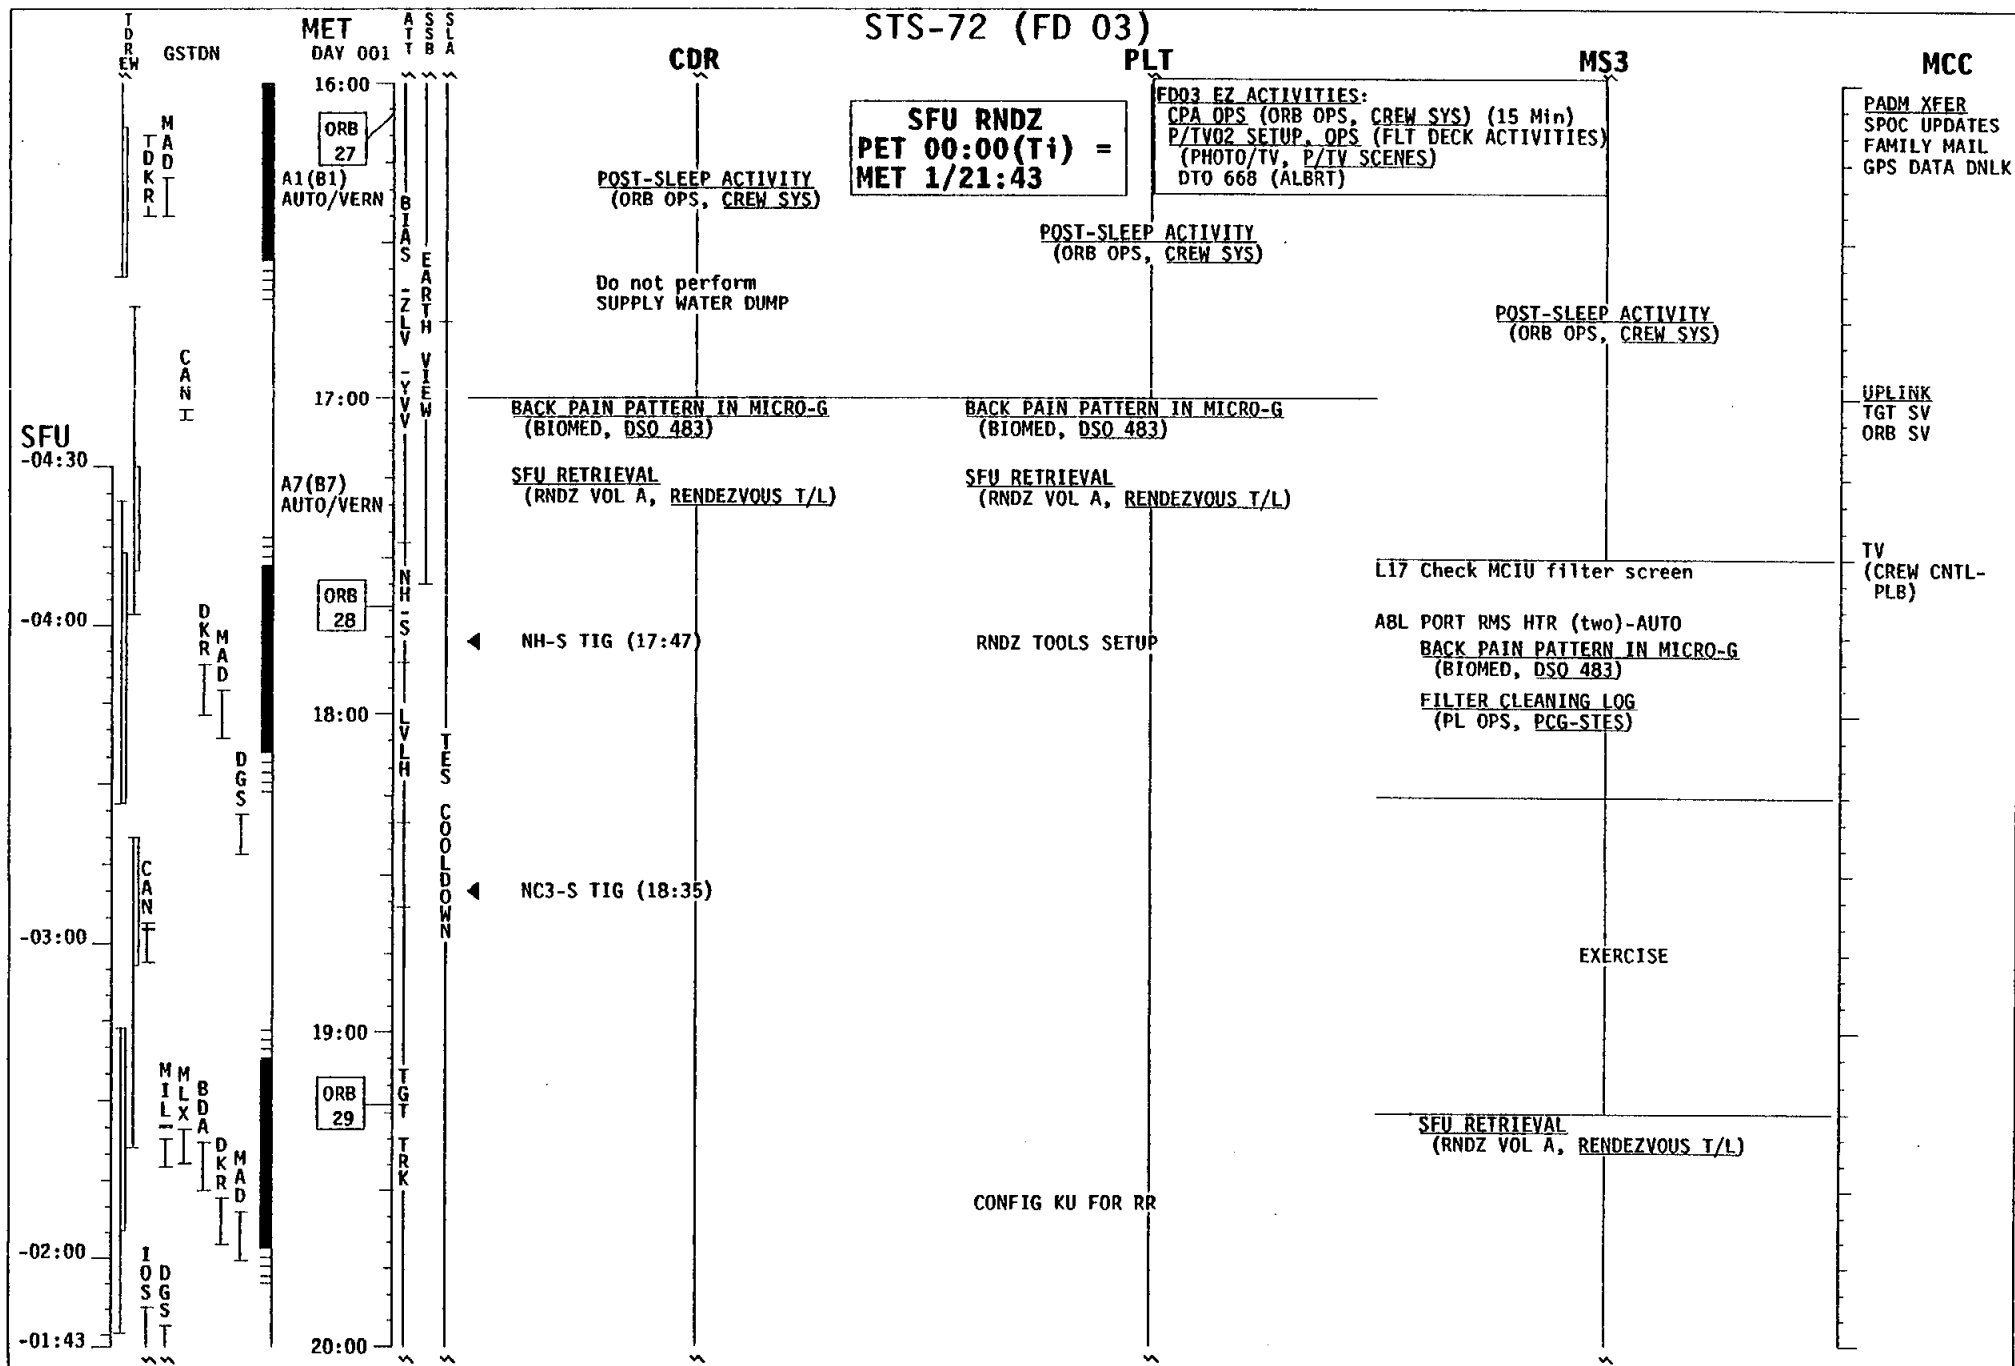 STS-72 (FD 03)
TDRE W
GSTDN
MET
DAY 001
ATT
SSB
SLA
CDR
PLT
MS3
MCC
16:00
ORB
27
MAD
TDKR
A1(B1)
AUTO/VERN
BIAS -ZLV -YVV
EARTH VIEW
POST-SLEEP ACTIVITY
(ORB OPS, CREW SYS)
Do not perform
SUPPLY WATER DUMP
SFU RNDZ
PET 00:00(Ti) =
MET 1/21:43
FD03 EZ ACTIVITIES:
CPA OPS (ORB OPS, CREW SYS) (15 Min)
P/TV02 SETUP, OPS (FLT DECK ACTIVITIES)
(PHOTO/TV, P/TV SCENES)
DTO 668 (ALBRT)
POST-SLEEP ACTIVITY
(ORB OPS, CREW SYS)
POST-SLEEP ACTIVITY
(ORB OPS, CREW SYS)
PADM XFER
SPOC UPDATES
FAMILY MAIL
GPS DATA DNLK
CAN
17:00
BACK PAIN PATTERN IN MICRO-G
(BIOMED, DSO 483)
BACK PAIN PATTERN IN MICRO-G
(BIOMED, DSO 483)
UPLINK
TGT SV
ORB SV
SFU
-04:30
A7(B7)
AUTO/VERN
SFU RETRIEVAL
(RNDZ VOL A, RENDEZVOUS T/L)
SFU RETRIEVAL
(RNDZ VOL A, RENDEZVOUS T/L)
TV
(CREW CNTL-
PLB)
L17 Check MCIU filter screen
ORB
28
NH-S
-04:00
DKR
MAD
NH-S TIG (17:47)
RNDZ TOOLS SETUP
A8L PORT RMS HTR (two)-AUTO
BACK PAIN PATTERN IN MICRO-G
(BIOMED, DSO 483)
FILTER CLEANING LOG
(PL OPS, PCG-STES)
18:00
LVLH
TES COOLDOWN
DGS
CAN
NC3-S TIG (18:35)
-03:00
EXERCISE
19:00
MIL
MLX
BDA
DKR
MAD
ORB
29
TGT TRK
SFU RETRIEVAL
(RNDZ VOL A, RENDEZVOUS T/L)
CONFIG KU FOR RR
-02:00
IOS
DGS
-01:43
20:00